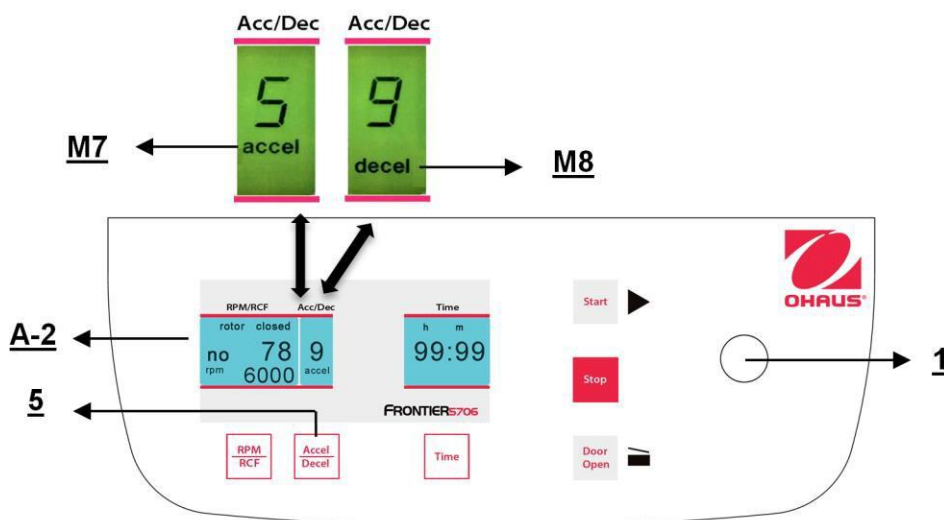 Acc/Dec Acc/Dec
5 9
accel
decel
M7
M8
OHAUS®
RPM/RCF Acc/Dec Time
rotor closed
h m
no 78 9 99:99
rpm 6000 accel
A-2
Start
1
Stop
5
FRONTIER5706
RPM
RCF
Accel
Decel
Time
Door
Open